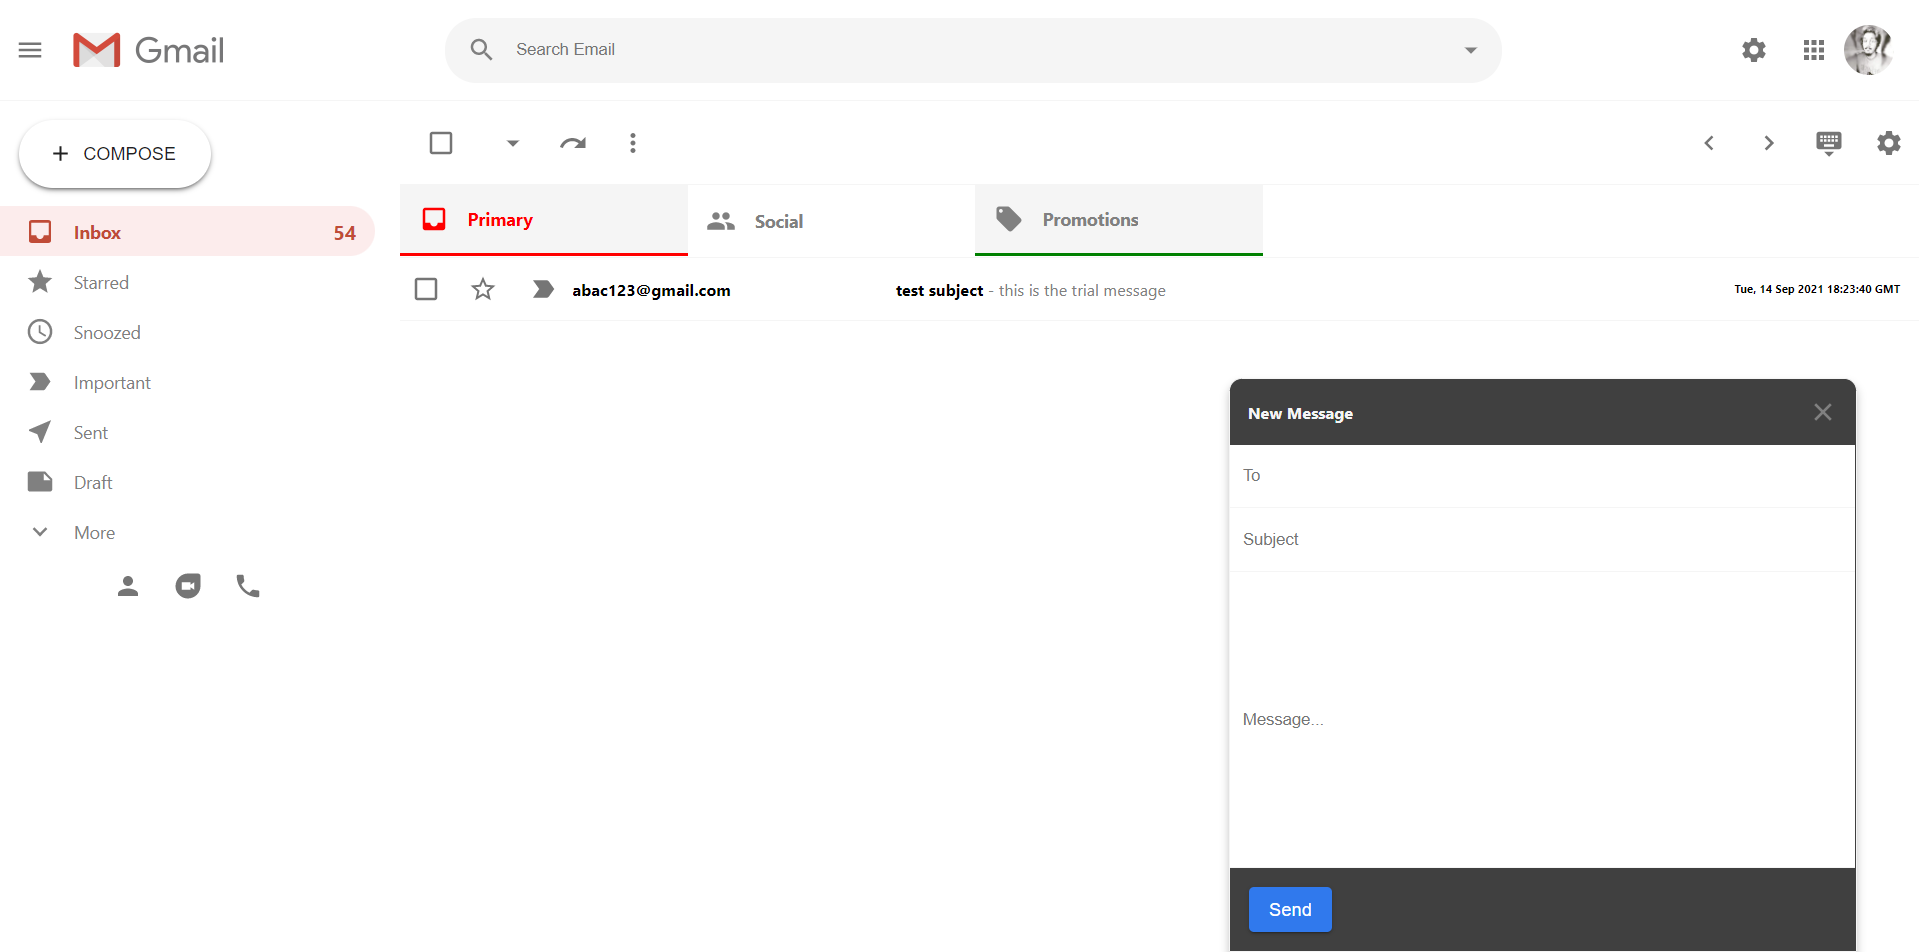 Gmail
Search Email
COMPOSE
Inbox 54
Starred
Snoozed
Important
Sent
Draft
More
Primary Social Promotions
abac123@gmail.com test subject - this is the trial message Tue, 14 Sep 2021 18:23:40 GMT
New Message
To
Subject
Message...
Send